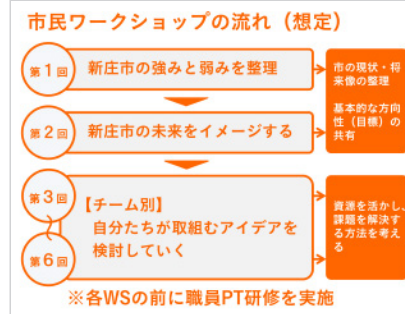 市民ワークショップの流れ（想定）
第1回
新庄市の強みと弱みを整理
市の現状・将
来像の整理
第2回
新庄市の未来をイメージする
基本的な方向
性（目標）の
共有
第3回
第6回
【チーム別】
自分たちが取組むアイデアを
検討していく
資源を活かし、
課題を解決す
る方法を考え
る
※各WSの前に職員PT研修を実施